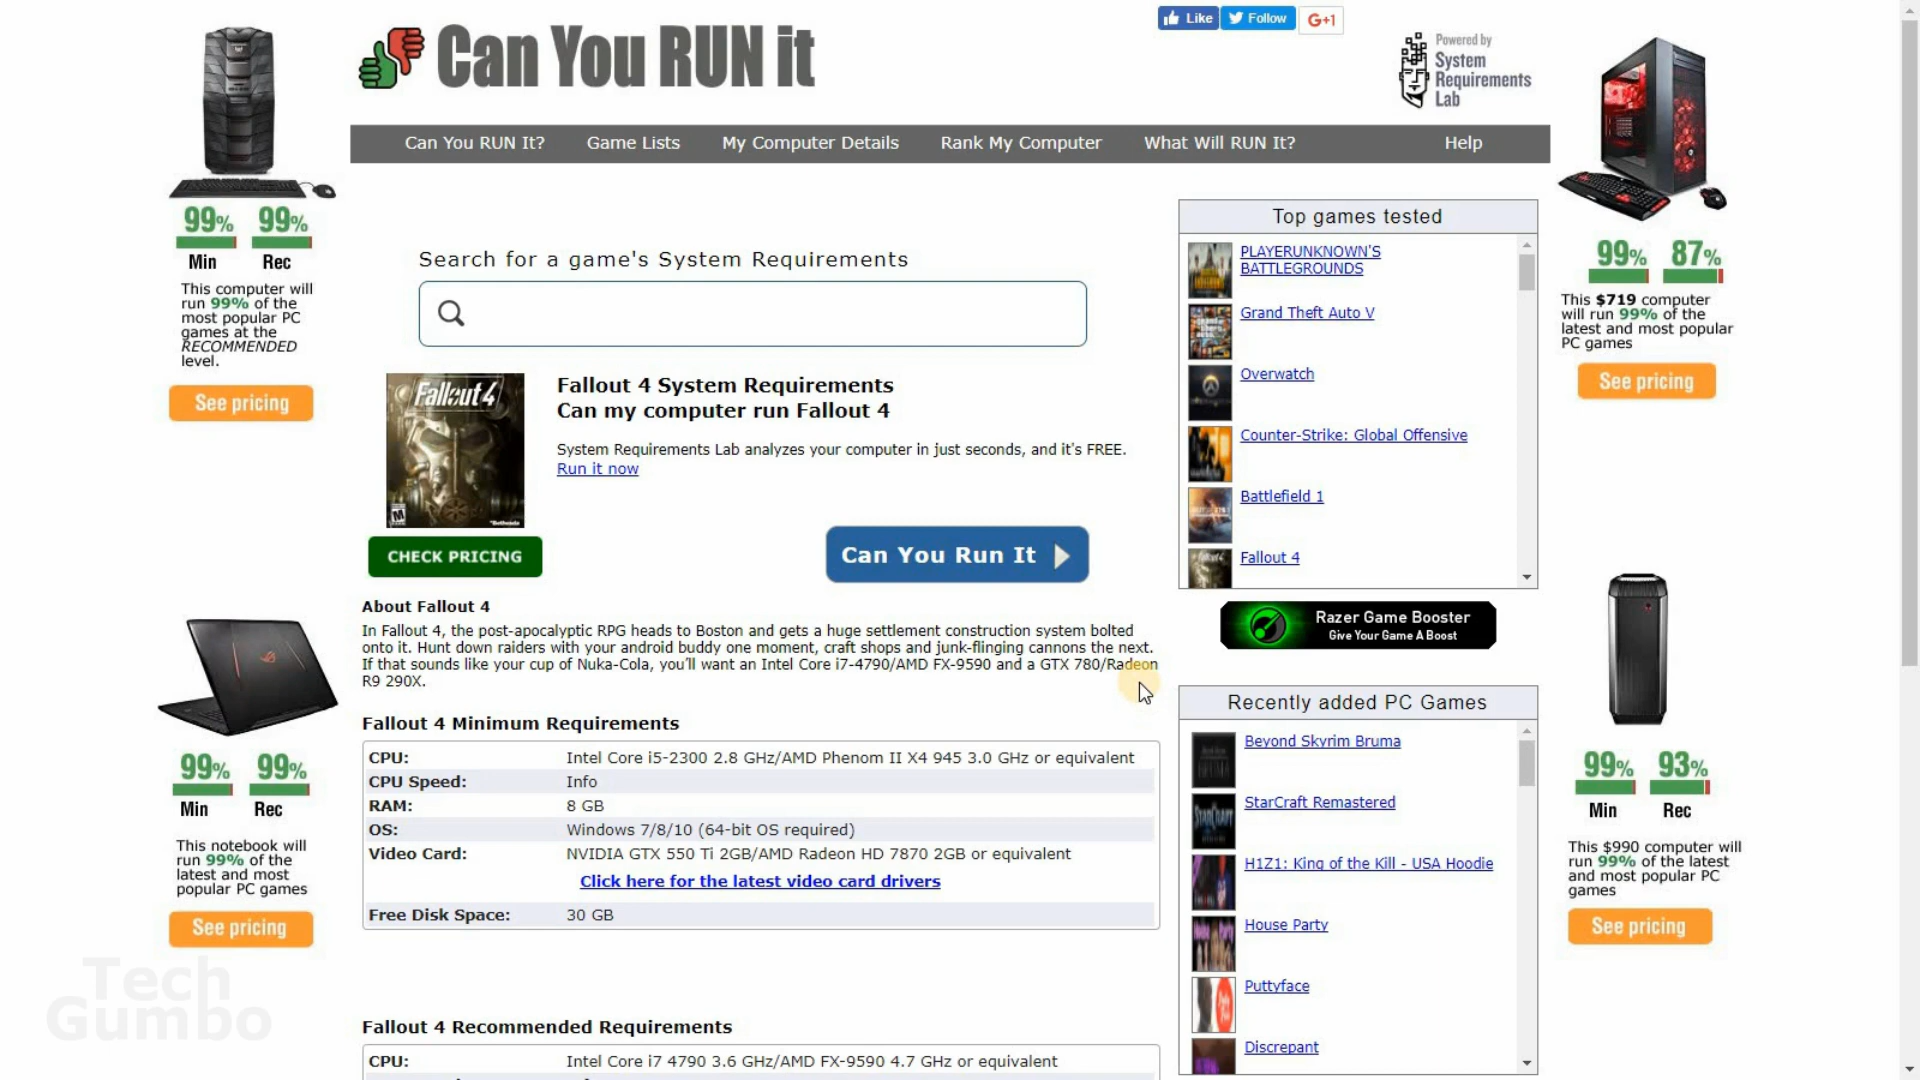 Like
Follow
G+1
Can You RUN it
Powered by
System
Requirements
Lab
Can You RUN It?
Game Lists
My Computer Details
Rank My Computer
What Will RUN It?
Help
99%
99%
Min
Rec
This computer will
run 99% of the
most popular PC
games at the
RECOMMENDED
level.
See pricing
99%
99%
Min
Rec
This notebook will
run 99% of the
latest and most
popular PC games
See pricing
Tech
Gumbo
Search for a game's System Requirements
Fallout 4
M
Bethesda
CHECK PRICING
Fallout 4 System Requirements
Can my computer run Fallout 4
System Requirements Lab analyzes your computer in just seconds, and it's FREE.
Run it now
Can You Run It
About Fallout 4
In Fallout 4, the post-apocalyptic RPG heads to Boston and gets a huge settlement construction system bolted
onto it. Hunt down raiders with your android buddy one moment, craft shops and junk-flinging cannons the next.
If that sounds like your cup of Nuka-Cola, you'll want an Intel Core i7-4790/AMD FX-9590 and a GTX 780/Radeon
R9 290X.
Fallout 4 Minimum Requirements
CPU: Intel Core i5-2300 2.8 GHz/AMD Phenom II X4 945 3.0 GHz or equivalent
CPU Speed: Info
RAM: 8 GB
OS: Windows 7/8/10 (64-bit OS required)
Video Card: NVIDIA GTX 550 Ti 2GB/AMD Radeon HD 7870 2GB or equivalent
Click here for the latest video card drivers
Free Disk Space: 30 GB
Fallout 4 Recommended Requirements
CPU: Intel Core i7 4790 3.6 GHz/AMD FX-9590 4.7 GHz or equivalent
Top games tested
PLAYERUNKNOWN'S
BATTLEGROUNDS
Grand Theft Auto V
Overwatch
Counter-Strike: Global Offensive
Battlefield 1
Fallout 4
Razer Game Booster
Give Your Game A Boost
Recently added PC Games
Beyond Skyrim Bruma
StarCraft Remastered
H1Z1: King of the Kill - USA Hoodie
House Party
Puttyface
Discrepant
99%
87%
This $719 computer
will run 99% of the
latest and most popular
PC games
See pricing
99%
93%
Min
Rec
This $990 computer will
run 99% of the latest
and most popular PC
games
See pricing